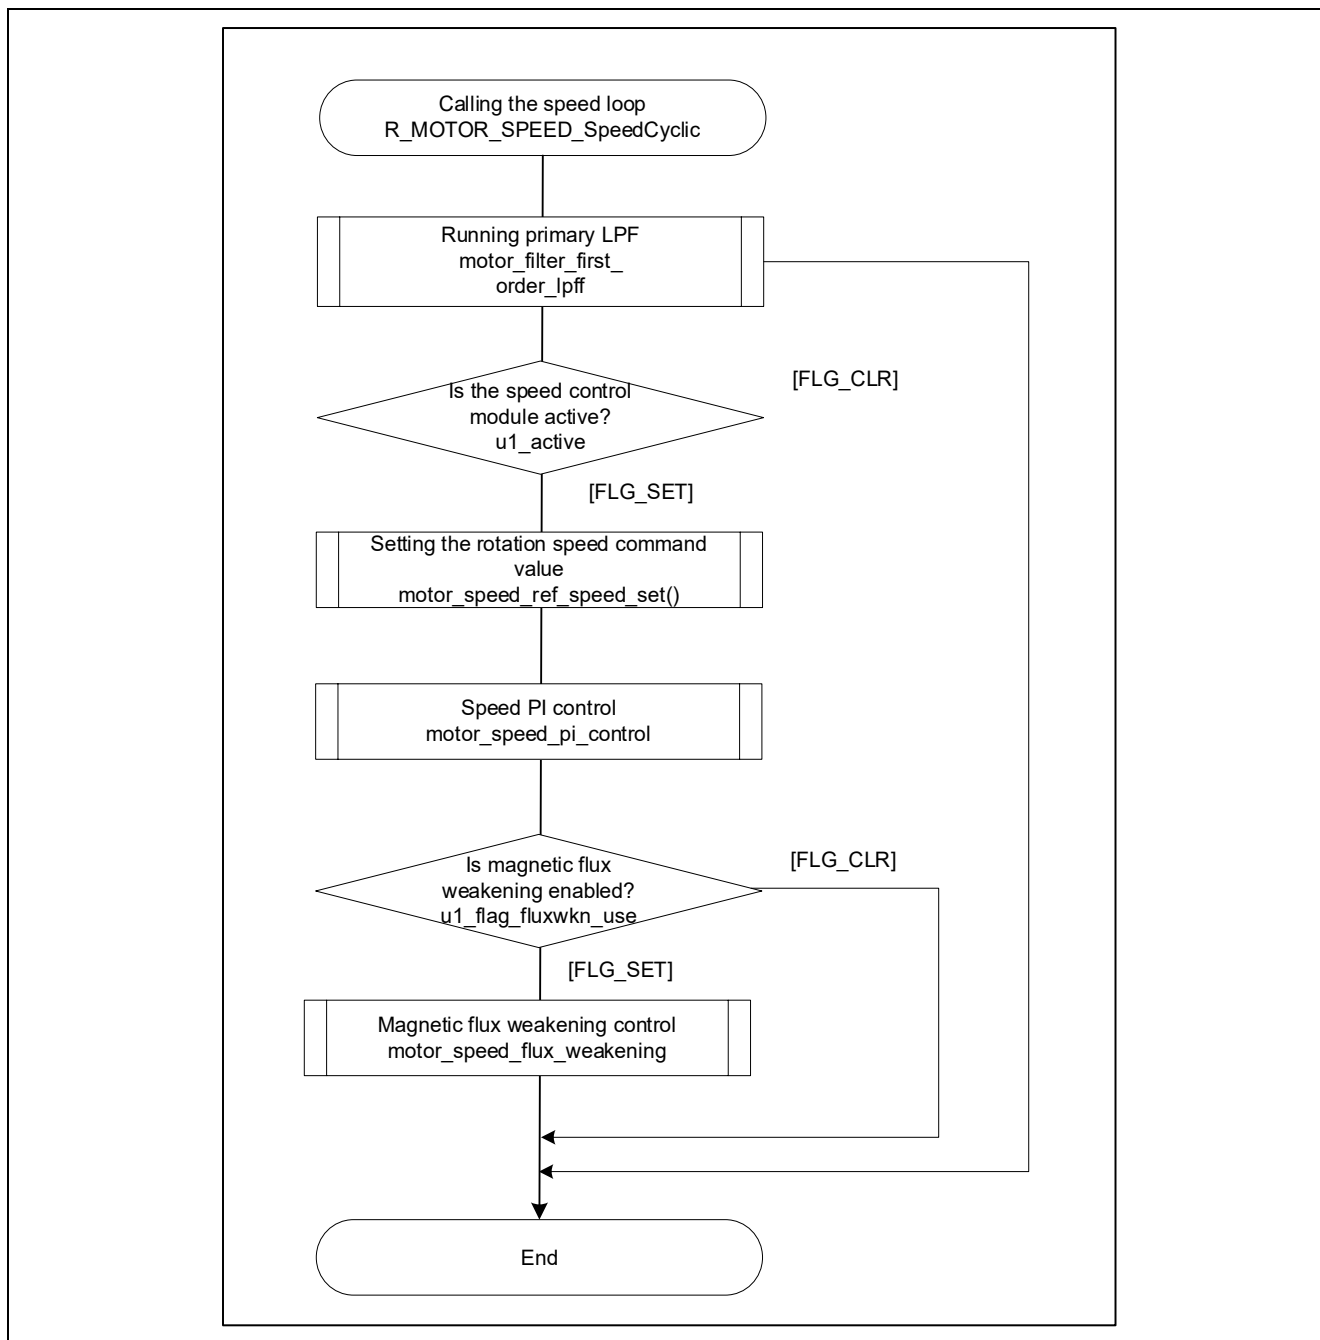 Calling the speed loop
R_MOTOR_SPEED_SpeedCyclic
Running primary LPF
motor_filter_first_
order_lpff
Is the speed control
module active?
u1_active
[FLG_CLR]
[FLG_SET]
Setting the rotation speed command
value
motor_speed_ref_speed_set()
Speed PI control
motor_speed_pi_control
Is magnetic flux
weakening enabled?
u1_flag_fluxwkn_use
[FLG_CLR]
[FLG_SET]
Magnetic flux weakening control
motor_speed_flux_weakening
End